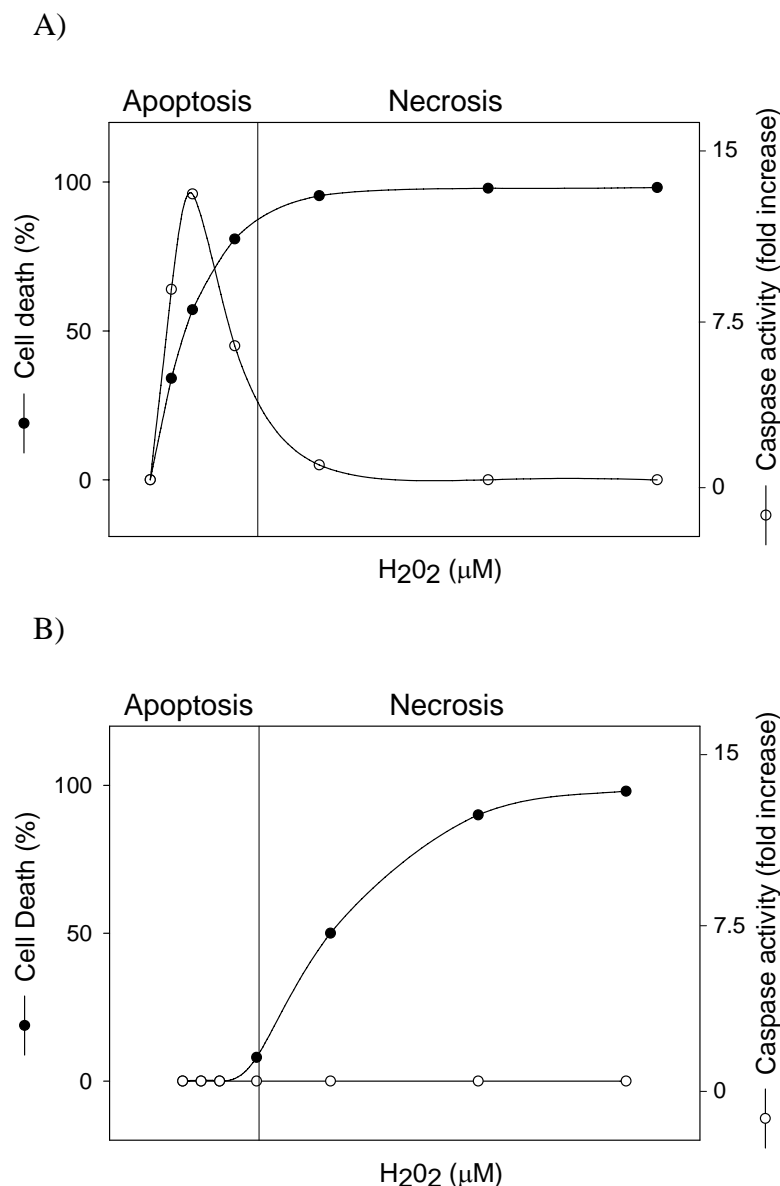 A)
Apoptosis
Necrosis
Cell death (%)
100
50
0
15
7.5
0
Caspase activity (fold increase)
H202 (μM)
B)
Apoptosis
Necrosis
Cell Death (%)
100
50
0
15
7.5
0
Caspase activity (fold increase)
H202 (μM)